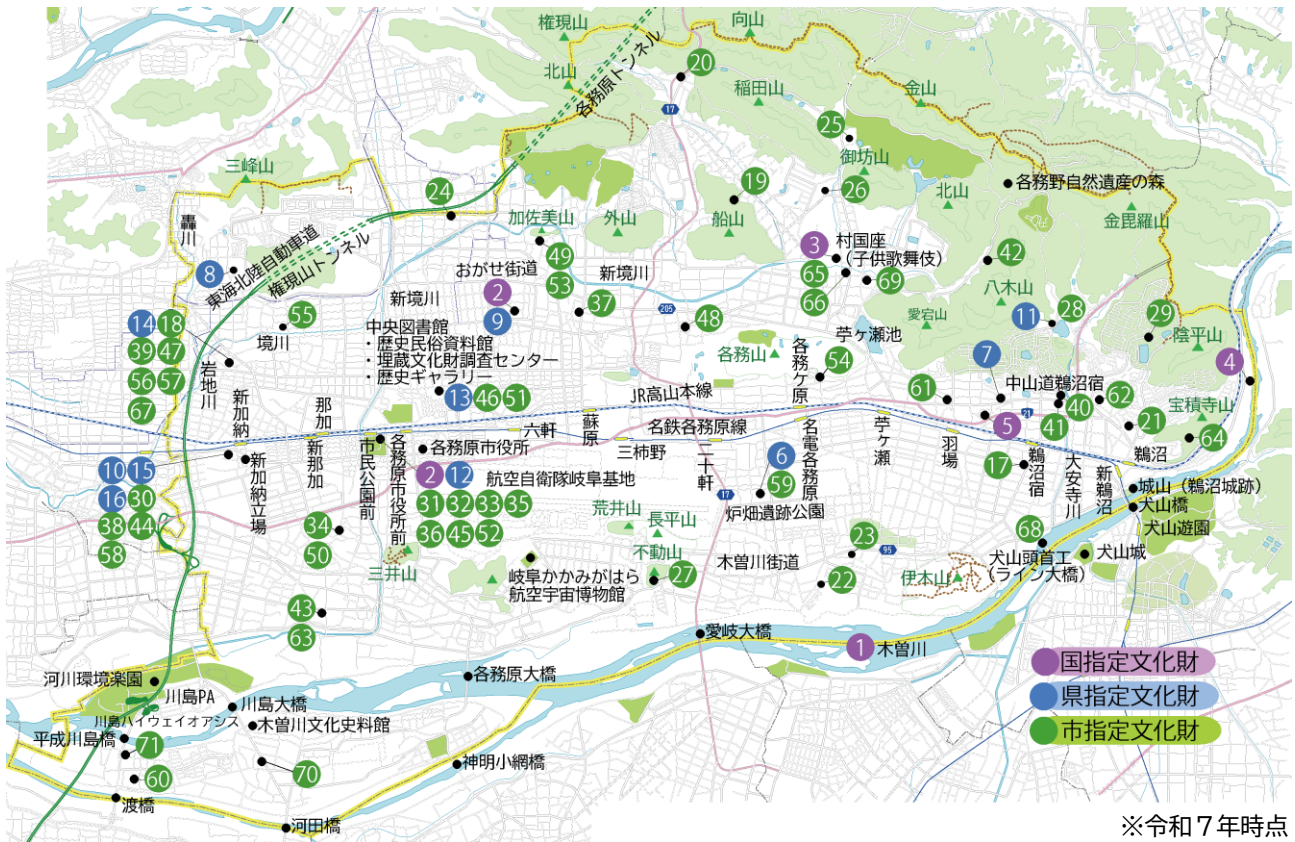 権現山
向山
北山
各務原トンネル
20
17
稲田山
金山
25
御坊山
三峰山
24
19
26
北山
各務野自然遺産の森
金毘羅山
轟川
加佐美山
外山
船山
東海北陸自動車道
権現山トンネル
8
49
53
おがせ街道
新境川
3
村国座
(子供歌舞伎)
65
66
69
42
八木山
2
9
37
205
48
14
18
39
47
56
57
67
55
境川
新境川
中央図書館
・歴史民俗資料館
・埋蔵文化財調査センター
・歴史ギャラリー
13
46
51
岩地川
各務山
苧ヶ瀬池
愛宕山
11
28
29
陰平山
4
7
54
各務ケ原
JR高山本線
61
中山道鵜沼宿
62
宝積寺山
新加納
那加
六軒
蘇原
名鉄各務原線
5
21
40
41
21
64
10
15
16
30
38
44
58
新加納立場
新那加
市民公園前
各務原市役所前
各務原市役所
2
12
航空自衛隊岐阜基地
三柿野
二十軒
名電各務原
苧ヶ瀬
羽場
鵜沼宿
17
大安寺川
新鵜沼
鵜沼
31
32
33
35
36
45
52
6
59
17
炉畑遺跡公園
城山(鵜沼城跡)
犬山橋
犬山遊園
34
50
三井山
荒井山
長平山
不動山
27
木曽川街道
23
95
22
68
犬山頭首工
(ライン大橋)
犬山城
伊木山
岐阜かかみがはら
航空宇宙博物館
43
63
愛岐大橋
1
木曽川
河川環境楽園
川島PA
川島ハイウェイオアシス
川島大橋
各務原大橋
木曽川文化史料館
平成川島橋
71
60
70
神明小網橋
渡橋
河田橋
国指定文化財
県指定文化財
市指定文化財
※令和7年時点